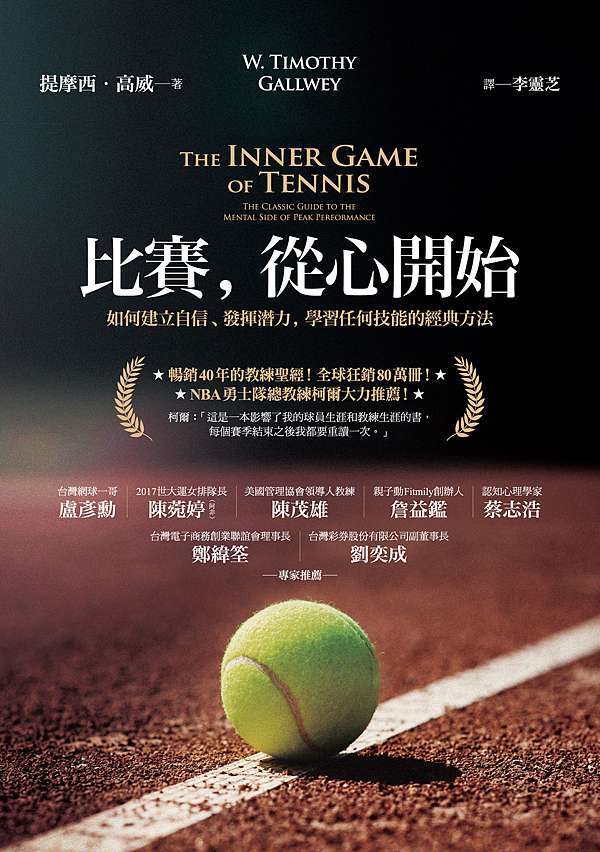 提摩西·高威—著
W. TIMOTHY
GALLWEY
譯—李靈芝
THE INNER GAME
OF TENNIS
THE CLASSIC GUIDE TO THE
MENTAL SIDE OF PEAK PERFORMANCE
比賽，從心開始
如何建立自信、發揮潛力，學習任何技能的經典方法
★ 暢銷40年的教練聖經！全球狂銷80萬冊！★
★ NBA勇士隊總教練柯爾大力推薦！★
柯爾：「這是一本影響了我的球員生涯和教練生涯的書，
每個賽季結束之後我都要重讀一次。」
台灣網球一哥
盧彥勳
2017世大運女排隊長
陳菀婷（阿非）
美國管理協會領導人教練
陳茂雄
親子動Fitmily創辦人
詹益鑑
認知心理學家
蔡志浩
台灣電子商務創業聯誼會理事長
鄭緯筌
台灣彩券股份有限公司副董事長
劉奕成
—專家推薦—